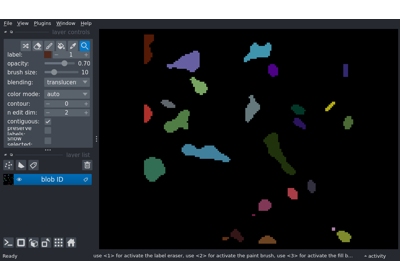 File View Plugins Window Help
layer controls
label: 1
opacity: 0.70
brush size: 10
blending: translucen
color mode: auto
contour: 0
n edit dim: 2
contiguous:
preserve
labels:
show
selected:
layer list
blob ID
Ready use <1> for activate the label eraser, use <2> for activate the paint brush, use <3> for activate the fill b... activity